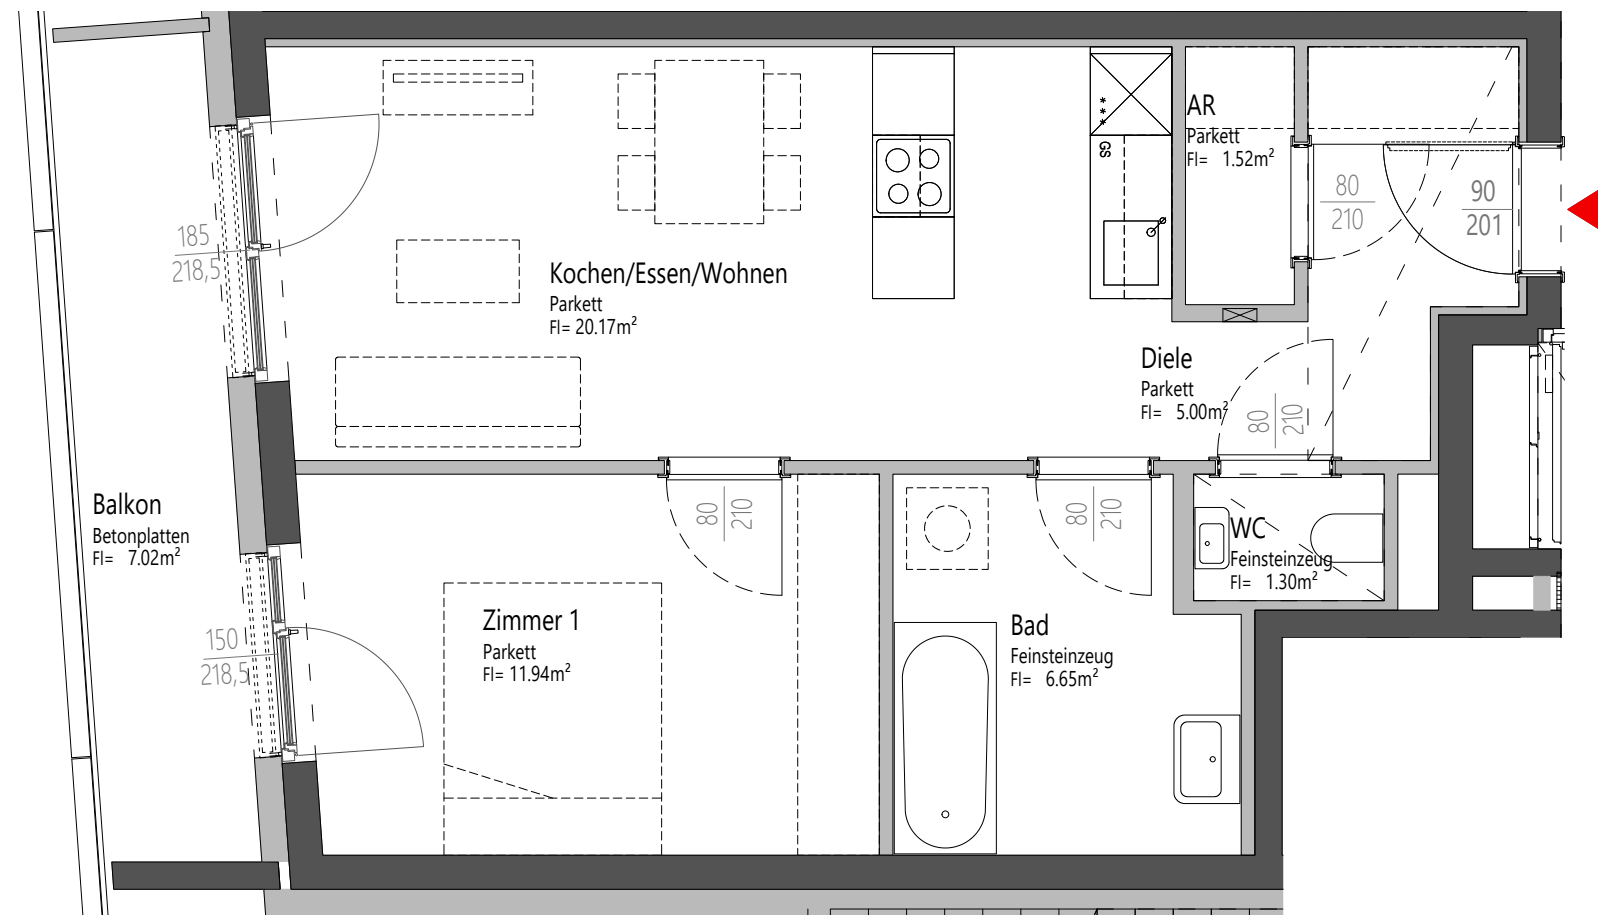 AR
Parkett
Fl= 1.52m²
80
210
90
201
GS
185
218,5
Kochen/Essen/Wohnen
Parkett
Fl= 20.17m²
Diele
Parkett
Fl= 5.00m²
80
210
Balkon
Betonplatten
Fl= 7.02m²
80
210
80
210
WC
Feinsteinzeug
Fl= 1.30m²
150
218,5
Zimmer 1
Parkett
Fl= 11.94m²
Bad
Feinsteinzeug
Fl= 6.65m²